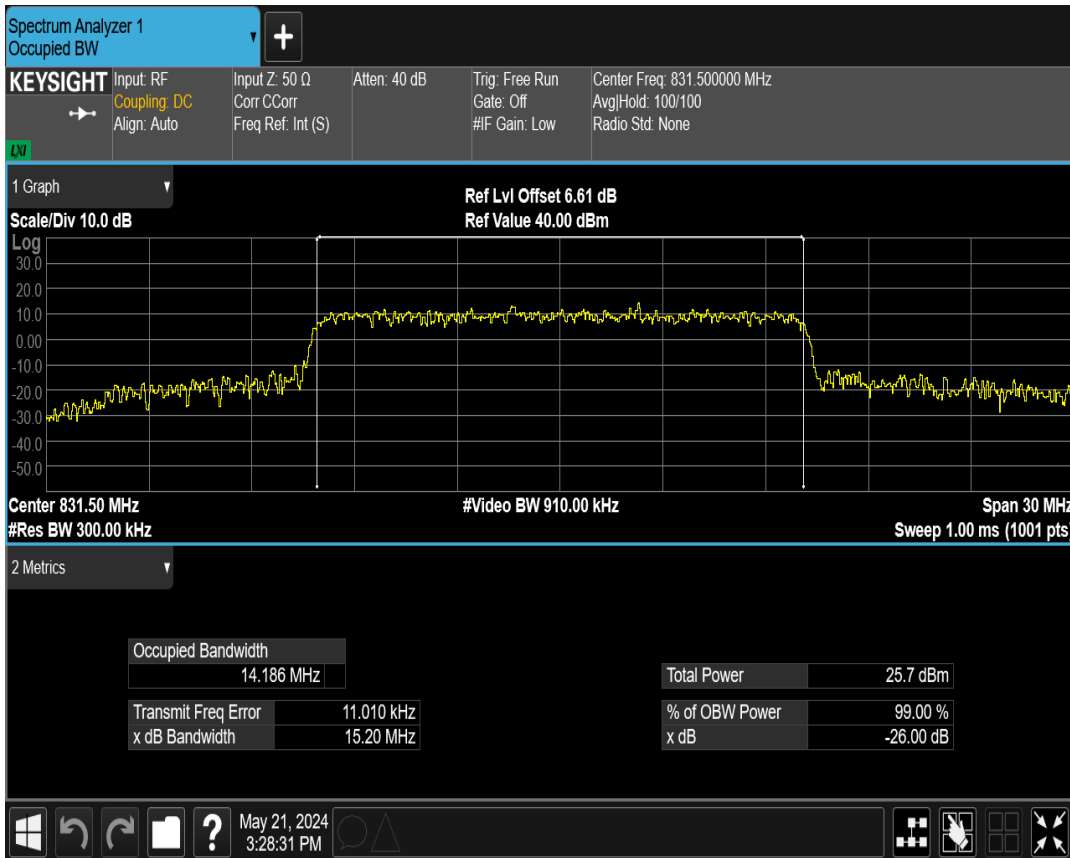 Spectrum Analyzer 1
Occupied BW
+
KEYSIGHT
LXI
Input: RF
Coupling: DC
Align: Auto
Input Z: 50 Ω
Corr CCorr
Freq Ref: Int (S)
Atten: 40 dB
Trig: Free Run
Gate: Off
#IF Gain: Low
Center Freq: 831.500000 MHz
Avg|Hold: 100/100
Radio Std: None
1 Graph
Scale/Div 10.0 dB
Ref Lvl Offset 6.61 dB
Ref Value 40.00 dBm
Log
30.0
20.0
10.0
0.00
-10.0
-20.0
-30.0
-40.0
-50.0
Center 831.50 MHz
#Res BW 300.00 kHz
#Video BW 910.00 kHz
Span 30 MHz
Sweep 1.00 ms (1001 pts)
2 Metrics
Occupied Bandwidth
14.186 MHz
Transmit Freq Error 11.010 kHz
x dB Bandwidth 15.20 MHz
Total Power 25.7 dBm
% of OBW Power 99.00 %
x dB -26.00 dB
?
May 21, 2024
3:28:31 PM